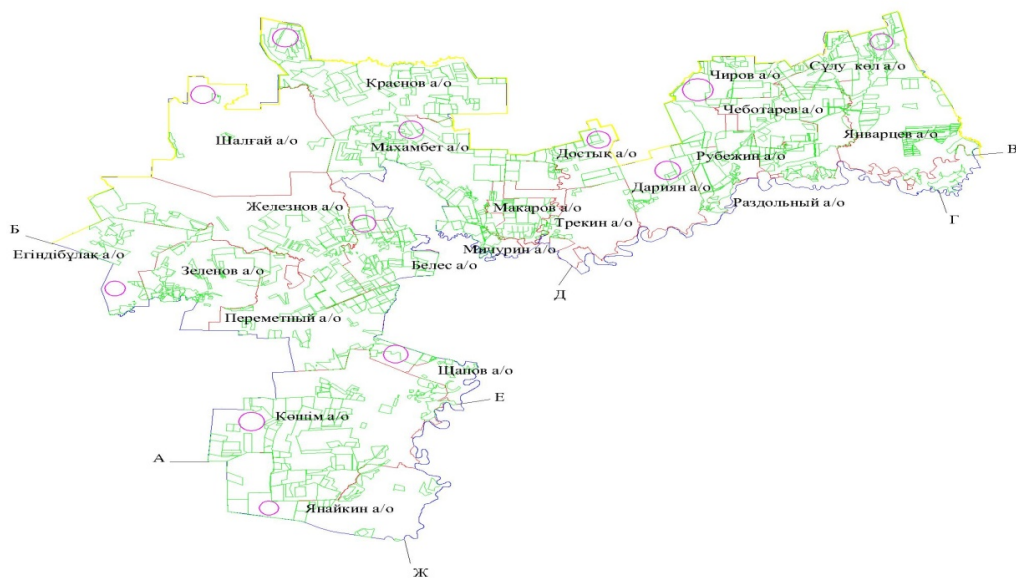 Краснов а/о
Сұлу көл а/о
Чиров а/о
Чеботарев а/о
Шалғай а/о
Махамбет а/о
Достық а/о
Январцев а/о
В
Рубежин а/о
Дариян а/о
Раздольный а/о
Г
Железнов а/о
Макаров а/о
Трекин а/о
Б
Мичурин а/о
Егіндібұлақ а/о
Зеленов а/о
Белес а/о
Д
Переметный а/о
Щапов а/о
Е
Көшім а/о
А
Янайкин а/о
Ж